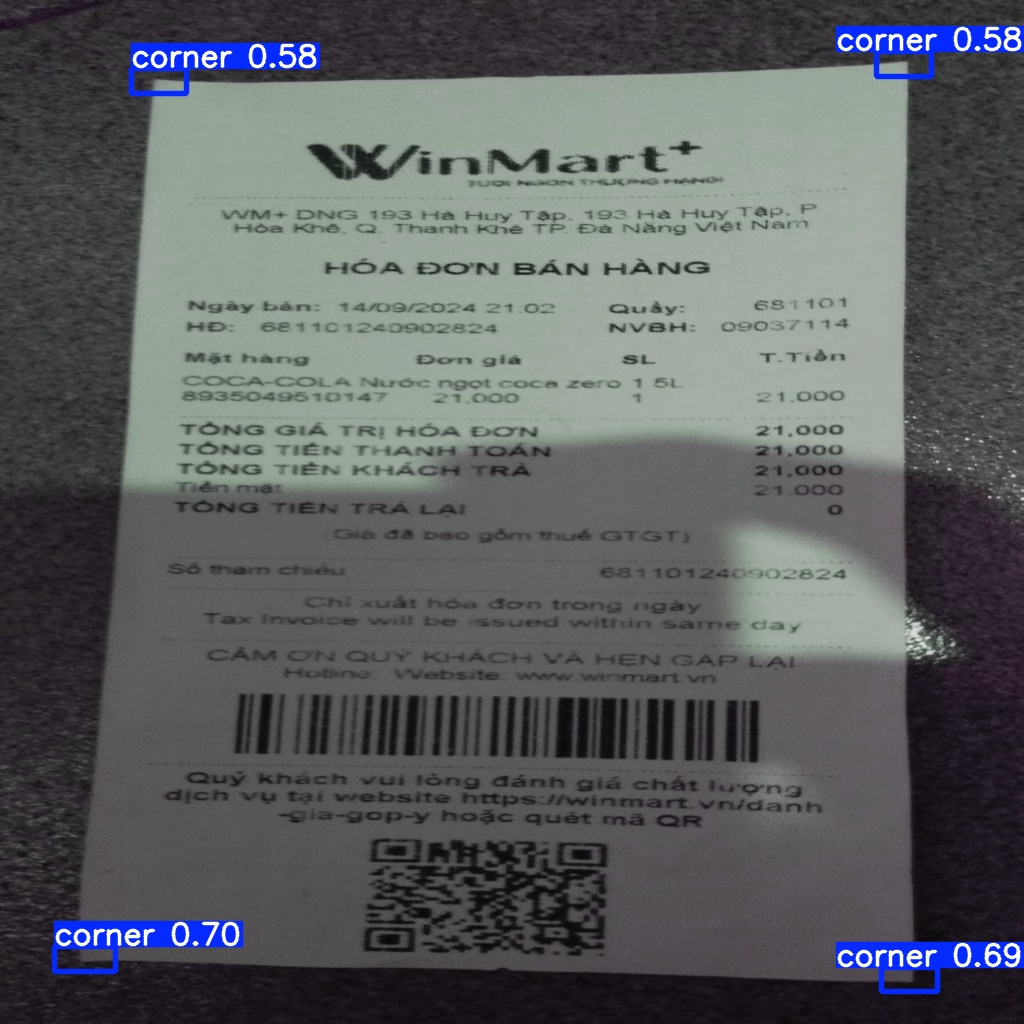 corner 0.58
corner 0.58
WinMart+
TƯƠI NGON THƯỢNG HẠNG!
WM+ DNG 193 Hà Huy Tập, 193 Hà Huy Tập, P.
Hòa Khê, Q. Thanh Khê TP. Đà Nẵng Việt Nam
HÓA ĐƠN BÁN HÀNG
Ngày bán: 14/09/2024 21:02 Quầy: 681101
HĐ: 681101240902824 NVBH: 09037114
Mặt hàng Đơn giá SL T.Tiền
COCA-COLA Nước ngọt coca zero 1.5L
8935049510147 21.000 1 21.000
TỔNG GIÁ TRỊ HÓA ĐƠN 21,000
TỔNG TIỀN THANH TOÁN 21,000
TỔNG TIỀN KHÁCH TRẢ 21,000
Tiền mặt 21.000
TỔNG TIỀN TRẢ LẠI 0
(Giá đã bao gồm thuế GTGT)
Số tham chiếu 681101240902824
Chỉ xuất hóa đơn trong ngày
Tax Invoice will be issued within same day
CẢM ƠN QUÝ KHÁCH VÀ HẸN GẶP LẠI
Hotline: Website: www.winmart.vn
Quý khách vui lòng đánh giá chất lượng
dịch vụ tại website https://winmart.vn/danh
-gia-gop-y hoặc quét mã QR
corner 0.70
corner 0.69